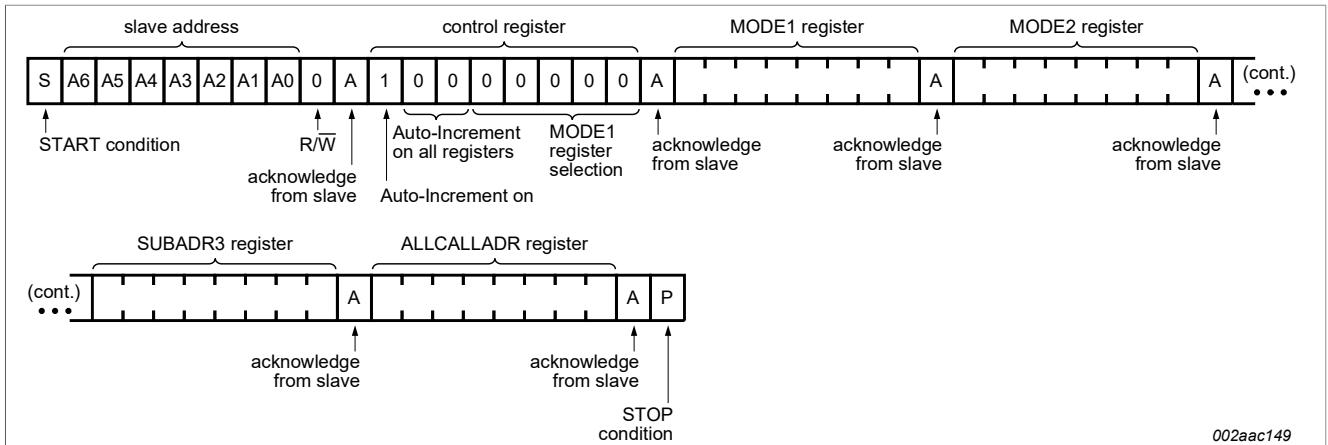 slave address control register MODE1 register MODE2 register
S A6 A5 A4 A3 A2 A1 A0 0 A 1 0 0 0 0 0 0 0 A A A (cont.)
START condition
R/W̅
acknowledge
from slave
Auto-Increment on
Auto-Increment
on all registers
MODE1
register
selection
acknowledge
from slave
acknowledge
from slave
acknowledge
from slave
SUBADR3 register ALLCALLADR register
(cont.) A A P
acknowledge
from slave
acknowledge
from slave
STOP
condition
002aac149